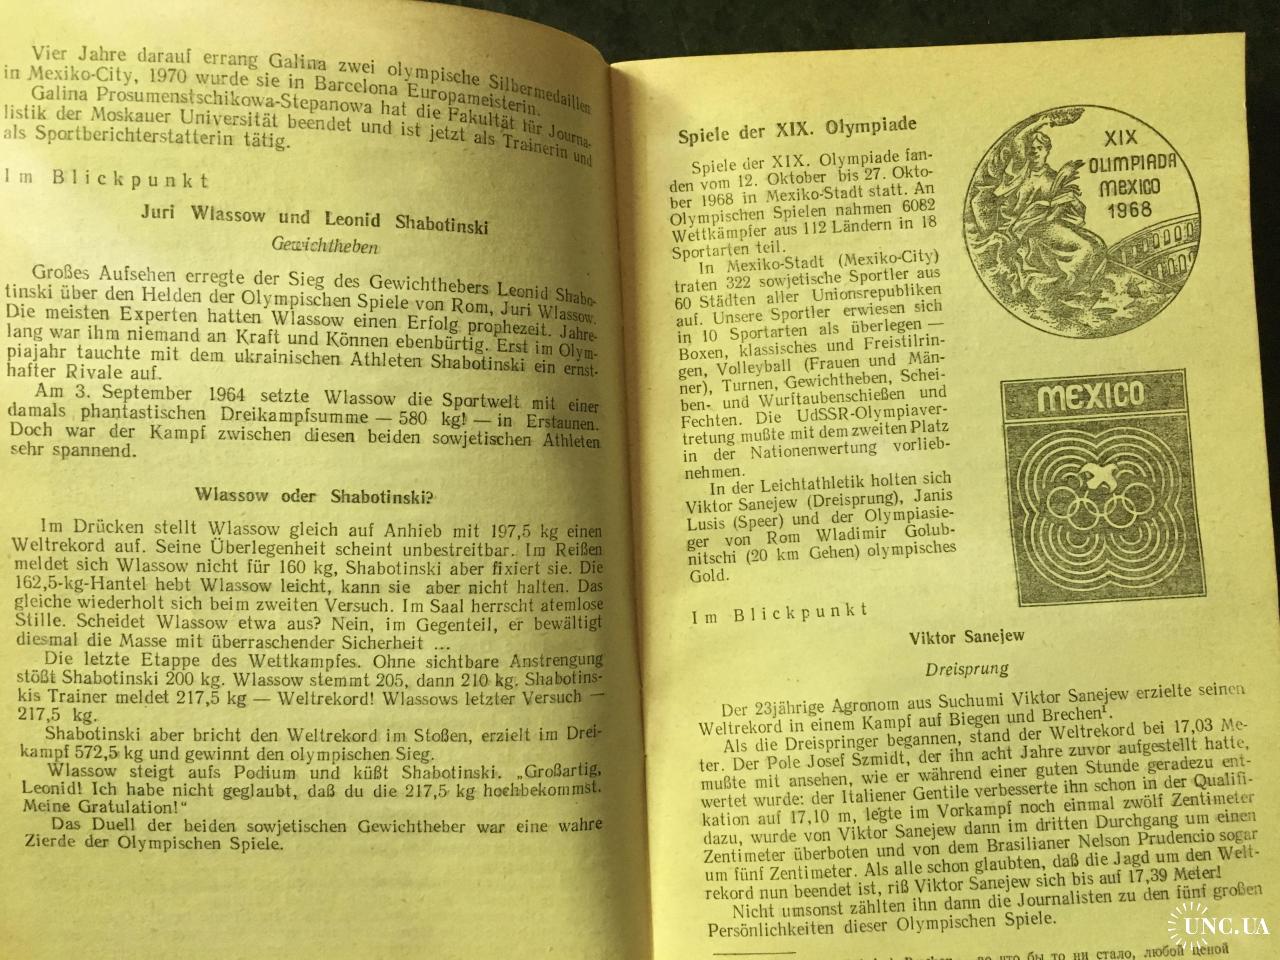 Vier Jahre darauf errang Galina zwei olympische Silbermedaillen
in Mexiko-City, 1970 wurde sie in Barcelona Europameisterin.
Galina Prosumenstschikowa-Stepanowa hat die Fakultät für Journa-
listik der Moskauer Universität beendet und ist jetzt als Trainerin und
als Sportberichterstatterin tätig.
Im Blickpunkt
Juri Wlassow und Leonid Shabotinski
Gewichtheben
Großes Aufsehen erregte der Sieg des Gewichthebers Leonid Shabo-
tinski über den Helden der Olympischen Spiele von Rom, Juri Wlassow.
Die meisten Experten hatten Wlassow einen Erfolg prophezeit. Jahre-
lang war ihm niemand an Kraft und Können ebenbürtig. Erst im Olym-
piajahr tauchte mit dem ukrainischen Athleten Shabotinski ein ernst-
hafter Rivale auf.
Am 3. September 1964 setzte Wlassow die Sportwelt mit einer
damals phantastischen Dreikampfsumme — 580 kg! — in Erstaunen.
Doch war der Kampf zwischen diesen beiden sowjetischen Athleten
sehr spannend.
Wlassow oder Shabotinski?
Im Drücken stellt Wlassow gleich auf Anhieb mit 197,5 kg einen
Weltrekord auf. Seine Überlegenheit scheint unbestreitbar. Im Reißen
meldet sich Wlassow nicht für 160 kg, Shabotinski aber fixiert sie. Die
162,5-kg-Hantel hebt Wlassow leicht, kann sie aber nicht halten. Das
gleiche wiederholt sich beim zweiten Versuch. Im Saal herrscht atemlose
Stille. Scheidet Wlassow etwa aus? Nein, im Gegenteil, er bewältigt
diesmal die Masse mit überraschender Sicherheit ...
Die letzte Etappe des Wettkampfes. Ohne sichtbare Anstrengung
stößt Shabotinski 200 kg. Wlassow stemmt 205, dann 210 kg. Shabotins-
kis Trainer meldet 217,5 kg — Weltrekord! Wlassows letzter Versuch —
217,5 kg.
Shabotinski aber bricht den Weltrekord im Stoßen, erzielt im Drei-
kampf 572,5 kg und gewinnt den olympischen Sieg.
Wlassow steigt aufs Podium und küßt Shabotinski. „Großartig,
Leonid! Ich habe nicht geglaubt, daß du die 217,5 kg hochbekommst.
Meine Gratulation!“
Das Duell der beiden sowjetischen Gewichtheber war eine wahre
Zierde der Olympischen Spiele.
Spiele der XIX. Olympiade
Spiele der XIX. Olympiade fan-
den vom 12. Oktober bis 27. Okto-
ber 1968 in Mexiko-Stadt statt. An
Olympischen Spielen nahmen 6082
Wettkämpfer aus 112 Ländern in 18
Sportarten teil.
In Mexiko-Stadt (Mexiko-City)
traten 322 sowjetische Sportler aus
60 Städten aller Unionsrepubliken
auf. Unsere Sportler erwiesen sich
in 10 Sportarten als überlegen —
Boxen, klassisches und Freistilrin-
gen, Volleyball (Frauen und Män-
ner), Turnen, Gewichtheben, Schei-
ben- und Wurftaubenschießen und
Fechten. Die UdSSR-Olympiaver-
tretung mußte mit dem zweiten Platz
in der Nationenwertung vorlieb-
nehmen.
In der Leichtathletik holten sich
Viktor Sanejew (Dreisprung), Janis
Lusis (Speer) und der Olympiasie-
ger von Rom Wladimir Golub-
nitschi (20 km Gehen) olympisches
Gold.
XIX
OLIMPIADA
MEXICO
1968
MEXICO
Im Blickpunkt
Viktor Sanejew
Dreisprung
Der 23jährige Agronom aus Suchumi Viktor Sanejew erzielte seinen
Weltrekord in einem Kampf auf Biegen und Brechen¹.
Als die Dreispringer begannen, stand der Weltrekord bei 17,03 Me-
ter. Der Pole Josef Szmidt, der ihn acht Jahre zuvor aufgestellt hatte,
mußte mit ansehen, wie er während einer guten Stunde geradezu ent-
wertet wurde: der Italiener Gentile verbesserte ihn schon in der Qualifi-
kation auf 17,10 m, legte im Vorkampf noch einmal zwölf Zentimeter
dazu, wurde von Viktor Sanejew dann im dritten Durchgang um einen
Zentimeter überboten und von dem Brasilianer Nelson Prudencio sogar
um fünf Zentimeter. Als alle schon glaubten, daß die Jagd um den Welt-
rekord nun beendet ist, riß Viktor Sanejew sich bis auf 17,39 Meter!
Nicht umsonst zählten ihn dann die Journalisten zu den fünf großen
Persönlichkeiten dieser Olympischen Spiele.
во что бы то ни стало, любой ценой
UNC.UA